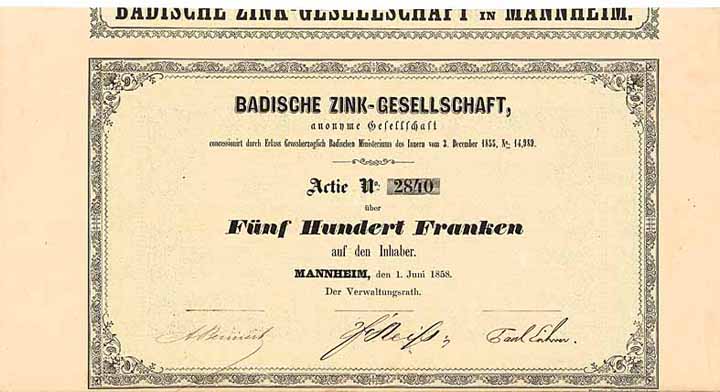 BADISCHE ZINK-GESELLSCHAFT IN MANNHEIM.
BADISCHE ZINK-GESELLSCHAFT,
anonyme Gesellschaft
concessionirt durch Erlass Grossherzoglich Badischen Ministeriums des Innern vom 3. December 1855, No. 14,989.
Actie No. 2840
über
Fünf Hundert Franken
auf den Inhaber.
MANNHEIM, den 1. Juni 1858.
Der Verwaltungsrath.